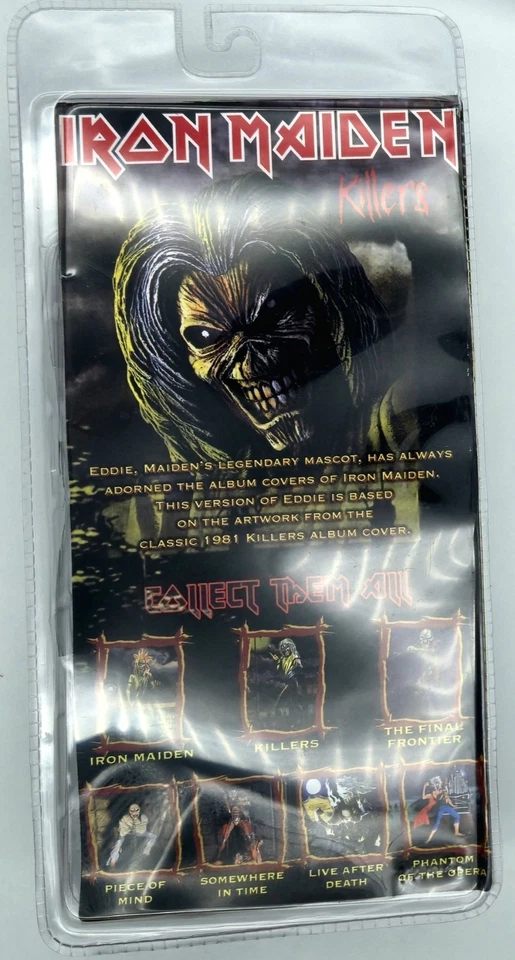 IRON MAIDEN
Killers
EDDIE, MAIDEN'S LEGENDARY MASCOT, HAS ALWAYS
ADORNED THE ALBUM COVERS OF IRON MAIDEN.
THIS VERSION OF EDDIE IS BASED
ON THE ARTWORK FROM THE
CLASSIC 1981 KILLERS ALBUM COVER.
COLLECT THEM ALL
IRON MAIDEN
KILLERS
THE FINAL
FRONTIER
PIECE OF
MIND
SOMEWHERE
IN TIME
LIVE AFTER
DEATH
PHANTOM
OF THE OPERA